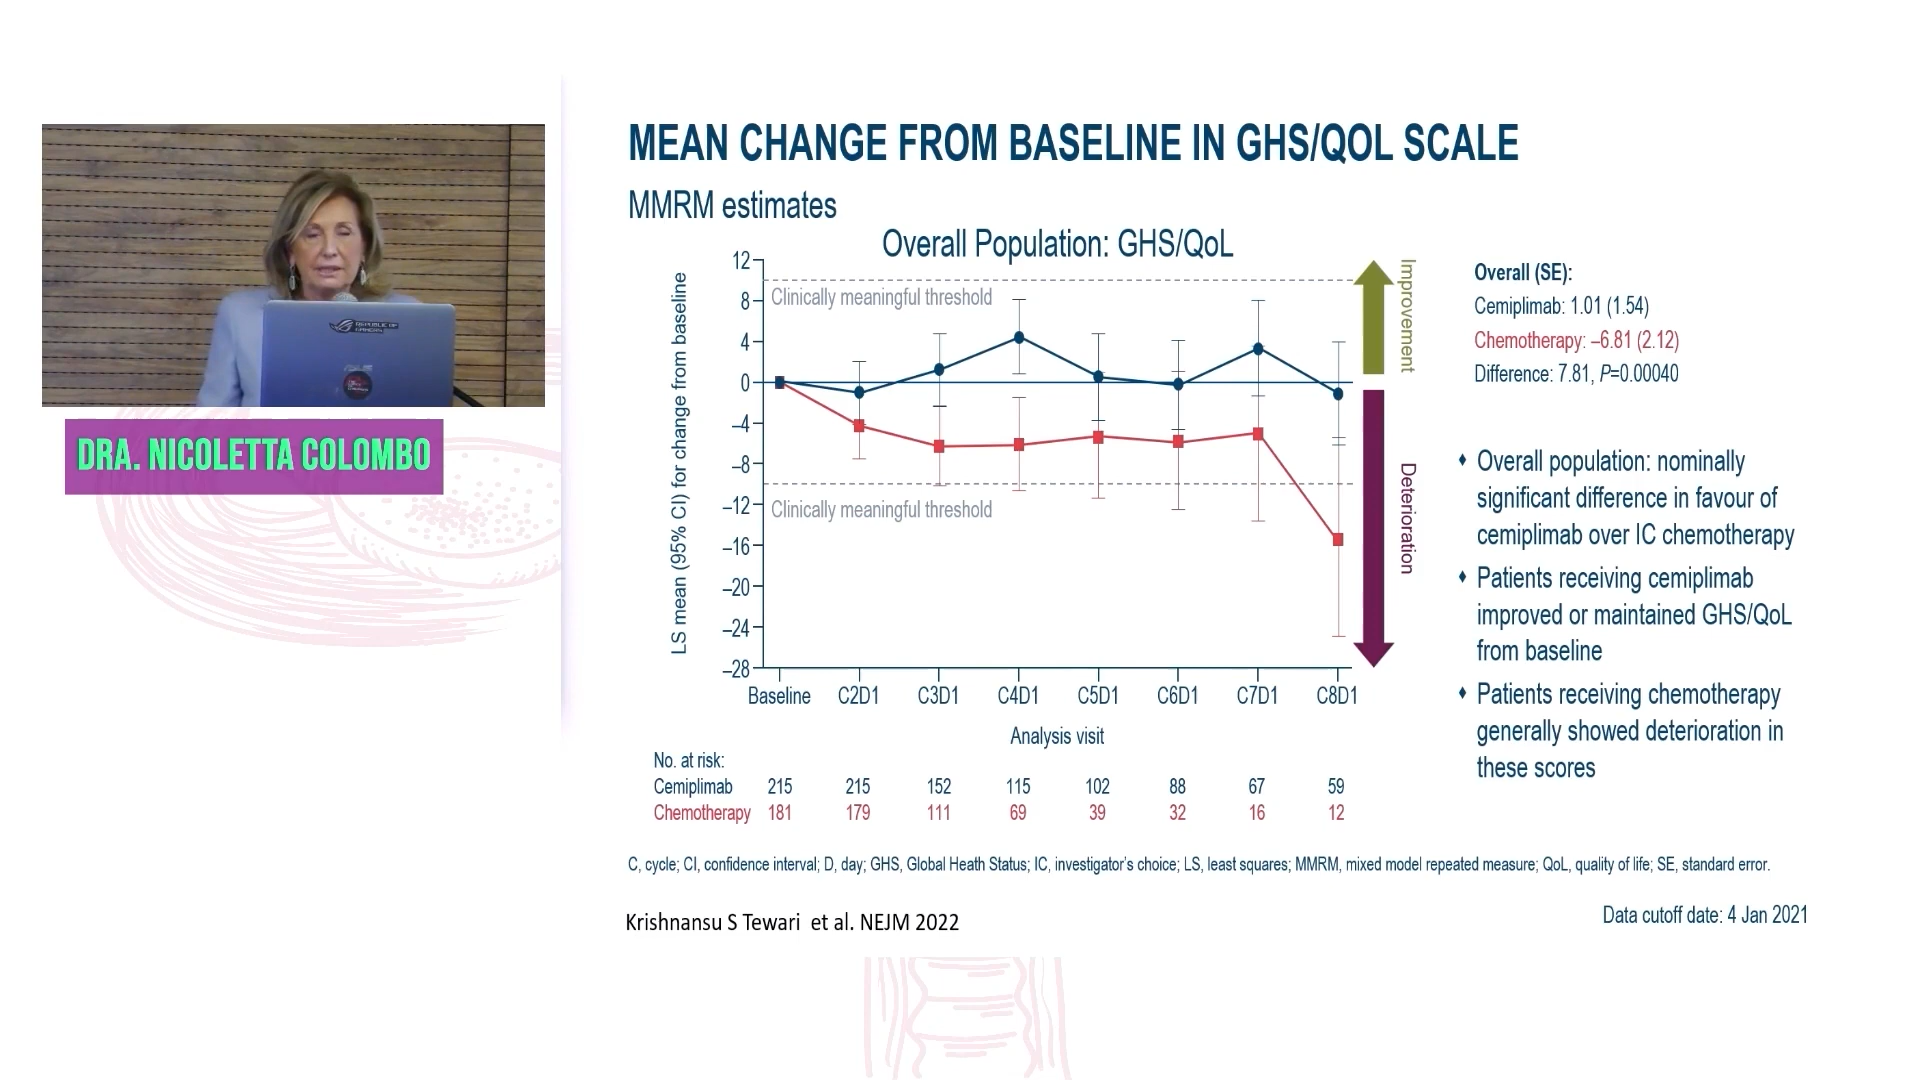 MEAN CHANGE FROM BASELINE IN GHS/QOL SCALE
MMRM estimates
Overall Population: GHS/QoL
LS mean (95% CI) for change from baseline
12
8
4
0
–4
–8
–12
–16
–20
–24
–28
Clinically meaningful threshold
Clinically meaningful threshold
Improvement
Deterioration
Baseline C2D1 C3D1 C4D1 C5D1 C6D1 C7D1 C8D1
Analysis visit
No. at risk:
Cemiplimab 215 215 152 115 102 88 67 59
Chemotherapy 181 179 111 69 39 32 16 12
Overall (SE):
Cemiplimab: 1.01 (1.54)
Chemotherapy: –6.81 (2.12)
Difference: 7.81, P=0.00040
♦ Overall population: nominally
significant difference in favour of
cemiplimab over IC chemotherapy
♦ Patients receiving cemiplimab
improved or maintained GHS/QoL
from baseline
♦ Patients receiving chemotherapy
generally showed deterioration in
these scores
C, cycle; CI, confidence interval; D, day; GHS, Global Heath Status; IC, investigator's choice; LS, least squares; MMRM, mixed model repeated measure; QoL, quality of life; SE, standard error.
Krishnansu S Tewari et al. NEJM 2022
Data cutoff date: 4 Jan 2021
REPUBLIC OF
GAMERS
DRA. NICOLETTA COLOMBO